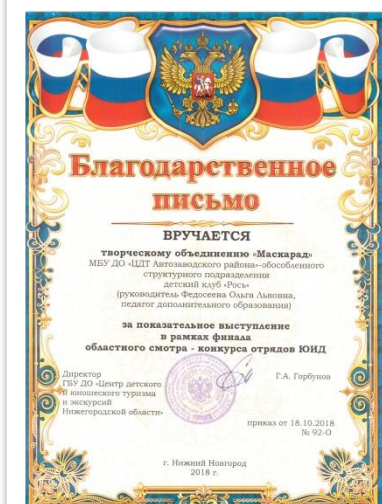 Благодарственное
письмо
ВРУЧАЕТСЯ
творческому объединению «Маскарад»
МБУ ДО «ЦДТ Автозаводского района»-обособленного
структурного подразделения
детский клуб «Рось»
(руководитель Федосеева Ольга Львовна,
педагог дополнительного образования)
за показательное выступление
в рамках финала
областного смотра - конкурса отрядов ЮИД
Директор
ГБУ ДО «Центр детского
и юношеского туризма
и экскурсий
Нижегородской области»
Г.А. Горбунов
приказ от 18.10.2018
№ 92-О
г. Нижний Новгород
2018 г.